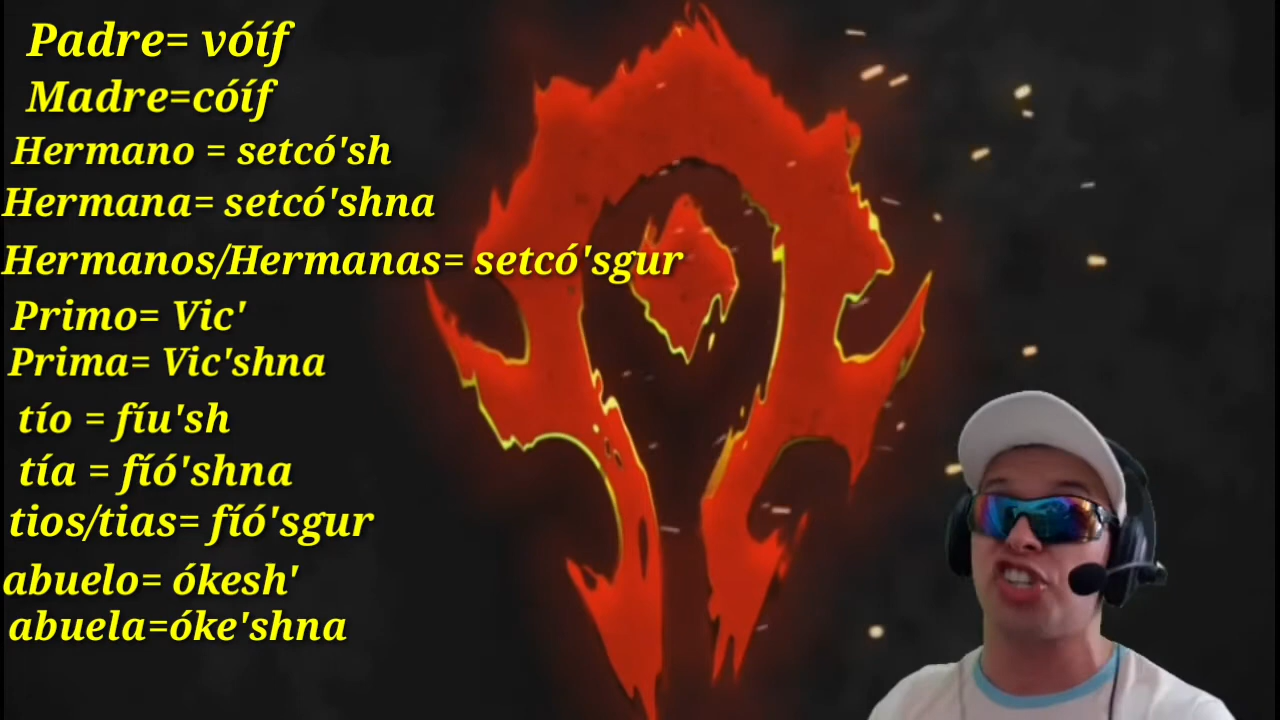 Padre= vóíf
Madre=cóíf
Hermano = setcó'sh
Hermana= setcó'shna
Hermanos/Hermanas= setcó'sgur
Primo= Vic'
Prima= Vic'shna
tío = fíu'sh
tía = fíó'shna
tios/tias= fíó'sgur
abuelo= ókesh'
abuela=óke'shna